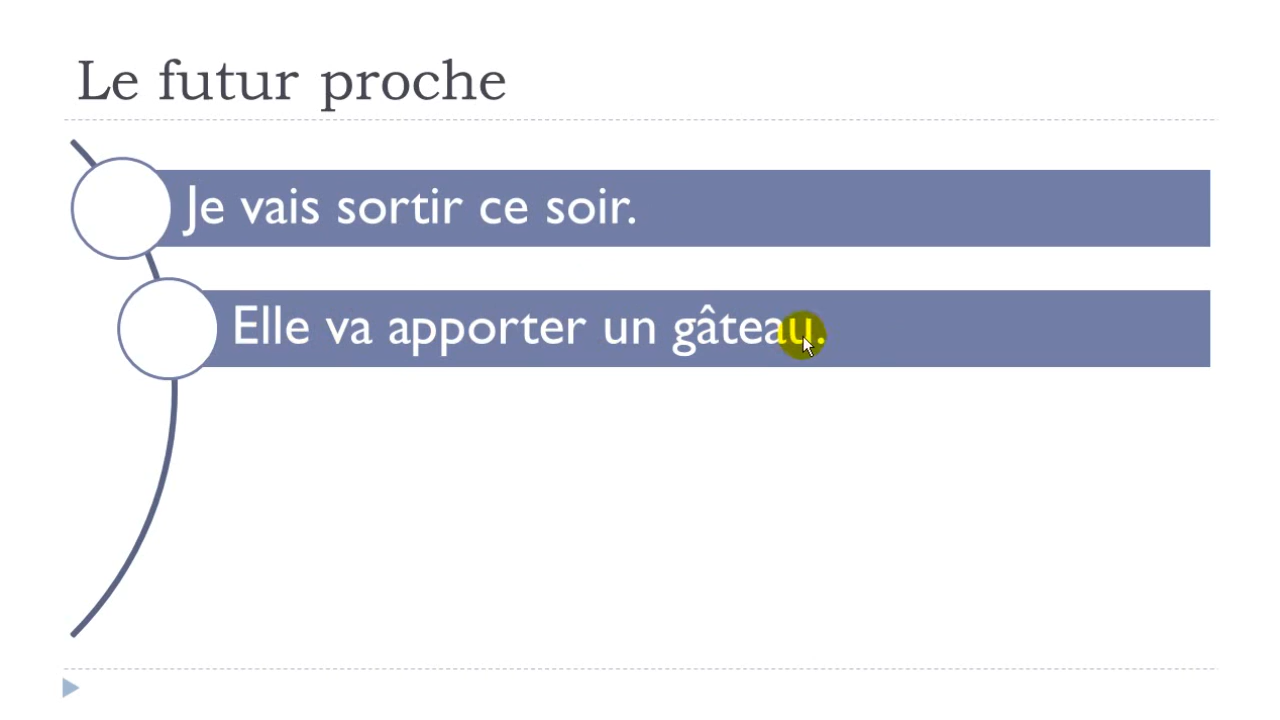 Le futur proche
Je vais sortir ce soir.
Elle va apporter un gâteau.